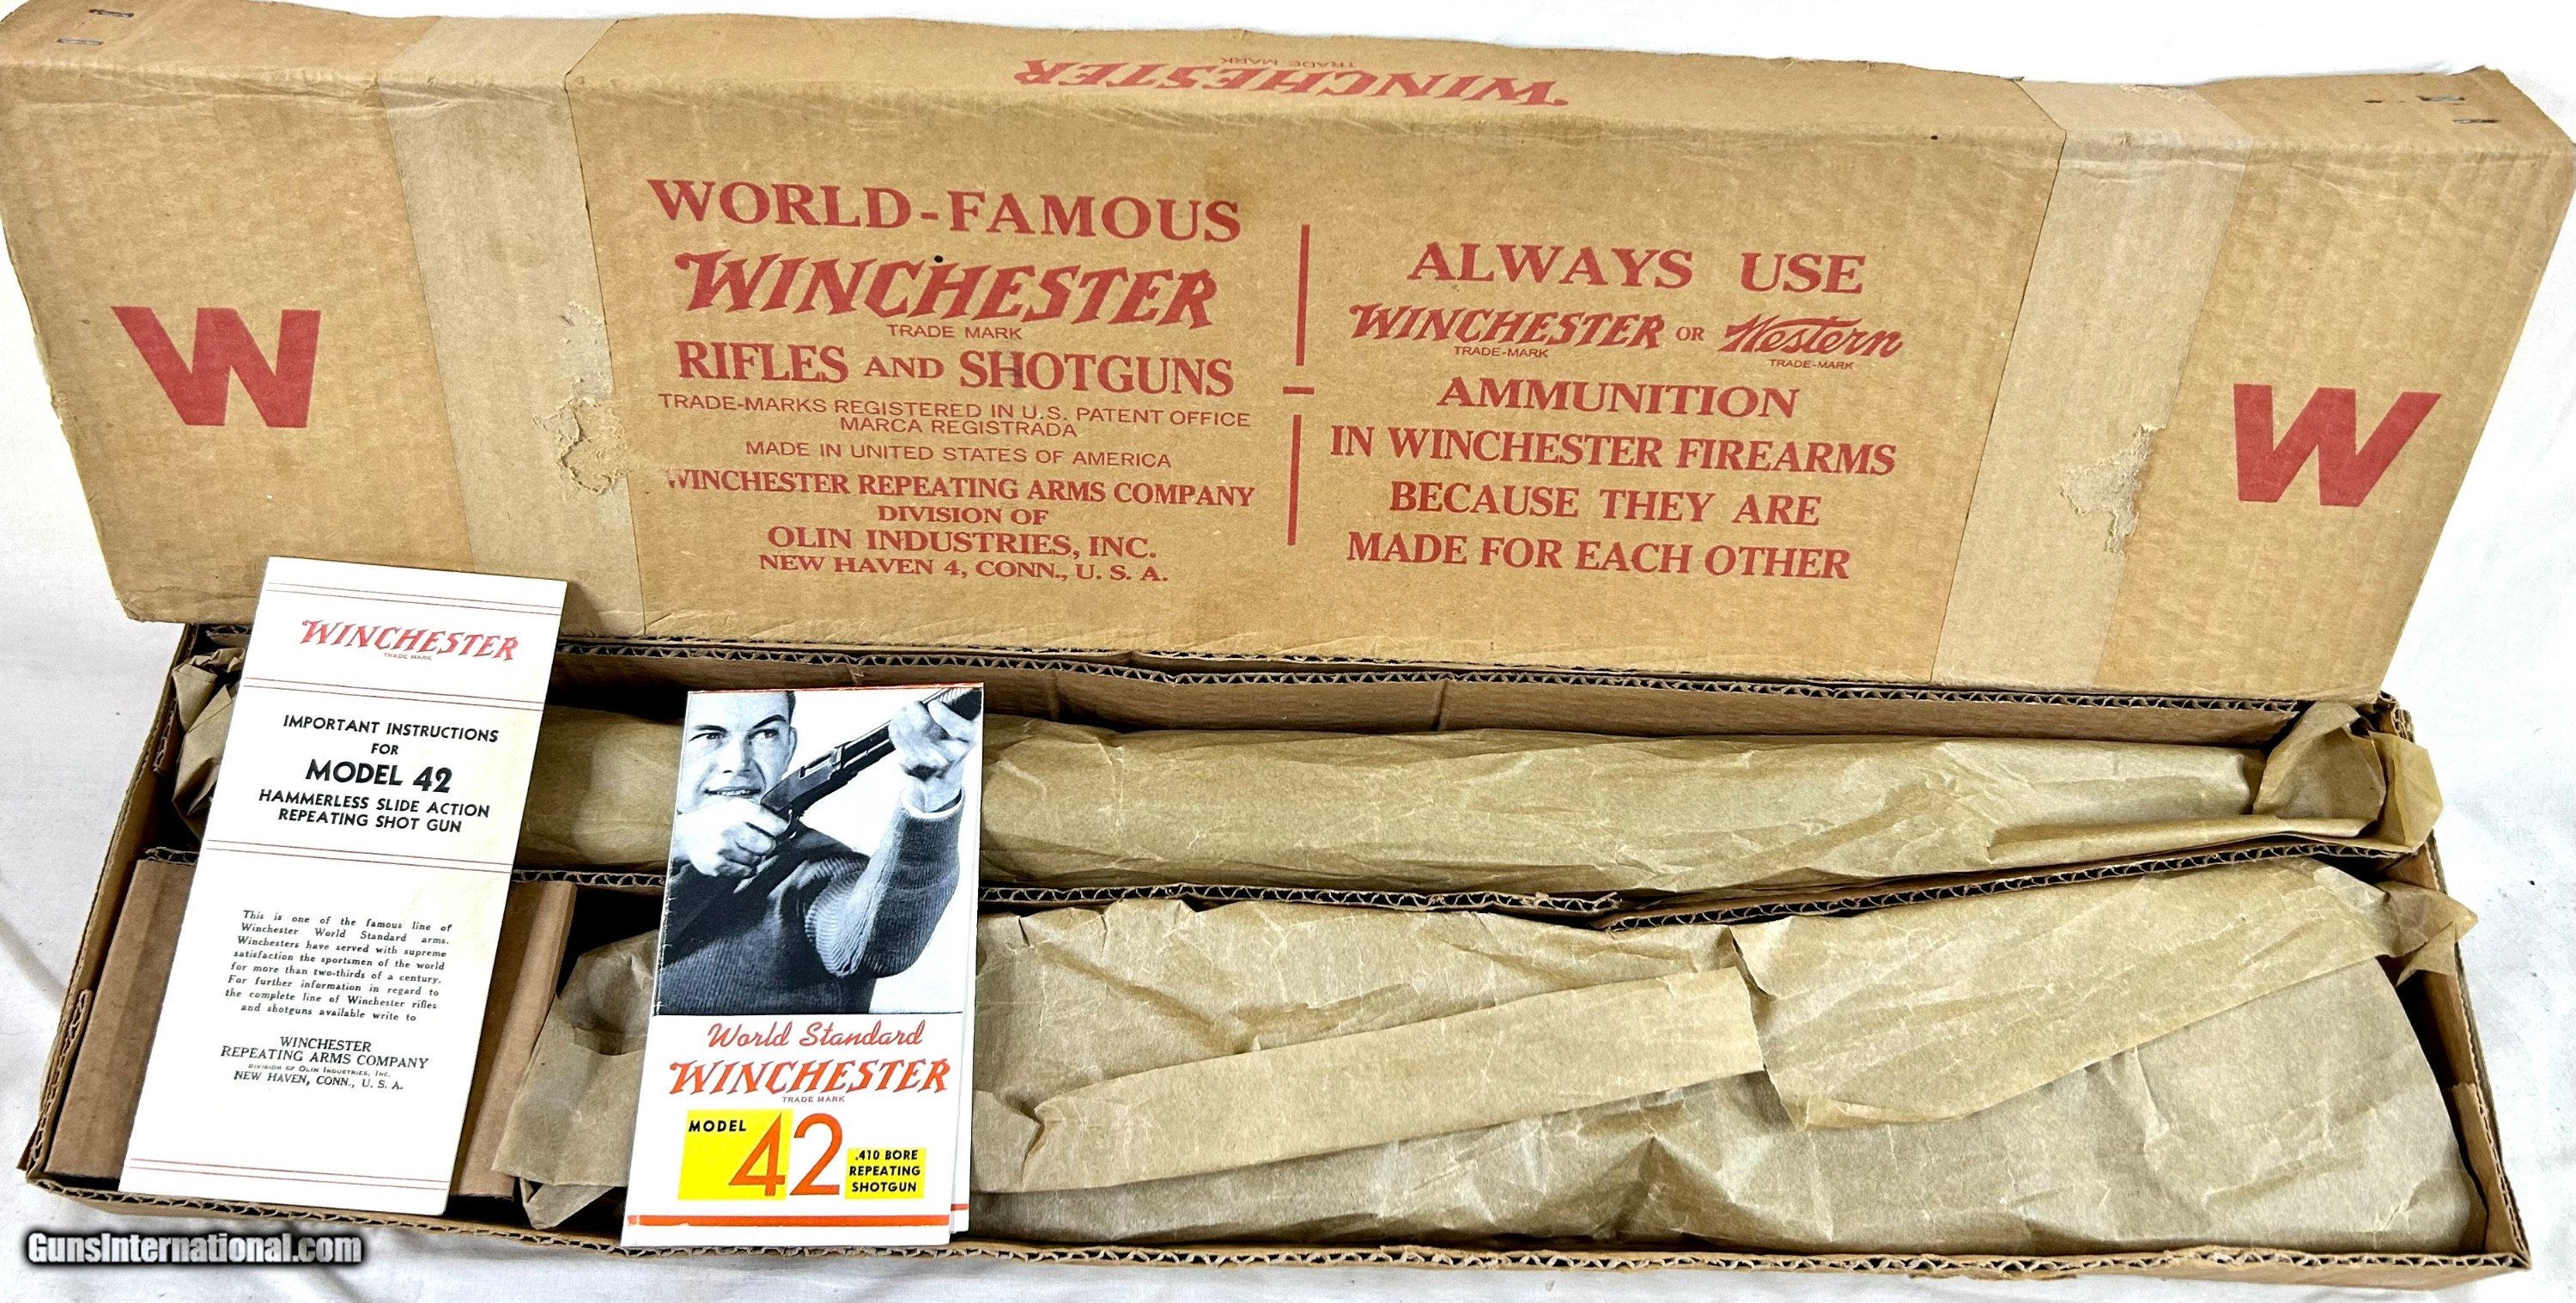 WINCHESTER
TRADE MARK
WORLD-FAMOUS
WINCHESTER
TRADE MARK
RIFLES AND SHOTGUNS
TRADE-MARKS REGISTERED IN U.S. PATENT OFFICE
MARCA REGISTRADA
MADE IN UNITED STATES OF AMERICA
WINCHESTER REPEATING ARMS COMPANY
DIVISION OF
OLIN INDUSTRIES, INC.
NEW HAVEN 4, CONN., U. S. A.
ALWAYS USE
WINCHESTER OR Western
TRADE-MARK TRADE-MARK
AMMUNITION
IN WINCHESTER FIREARMS
BECAUSE THEY ARE
MADE FOR EACH OTHER
W
W
WINCHESTER
TRADE MARK
IMPORTANT INSTRUCTIONS
FOR
MODEL 42
HAMMERLESS SLIDE ACTION
REPEATING SHOT GUN
This is one of the famous line of
Winchester World Standard arms.
Winchesters have served with supreme
satisfaction the sportsmen of the world
for more than two-thirds of a century.
For further information in regard to
the complete line of Winchester rifles
and shotguns available write to
WINCHESTER
REPEATING ARMS COMPANY
DIVISION OF OLIN INDUSTRIES, INC.
NEW HAVEN, CONN., U. S. A.
World Standard
WINCHESTER
TRADE MARK
MODEL
42
.410 BORE
REPEATING
SHOTGUN
GunsInternational.com